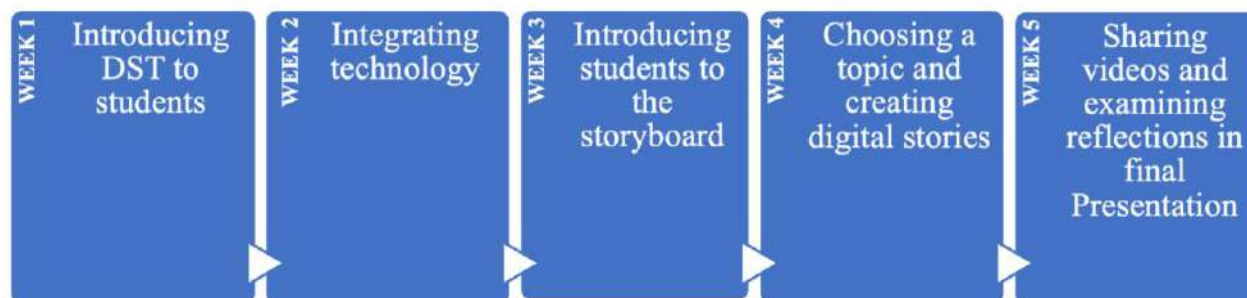 WEEK 1
Introducing
DST to
students
WEEK 2
Integrating
technology
WEEK 3
Introducing
students to
the
storyboard
WEEK 4
Choosing a
topic and
creating
digital stories
WEEK 5
Sharing
videos and
examining
reflections in
final
Presentation